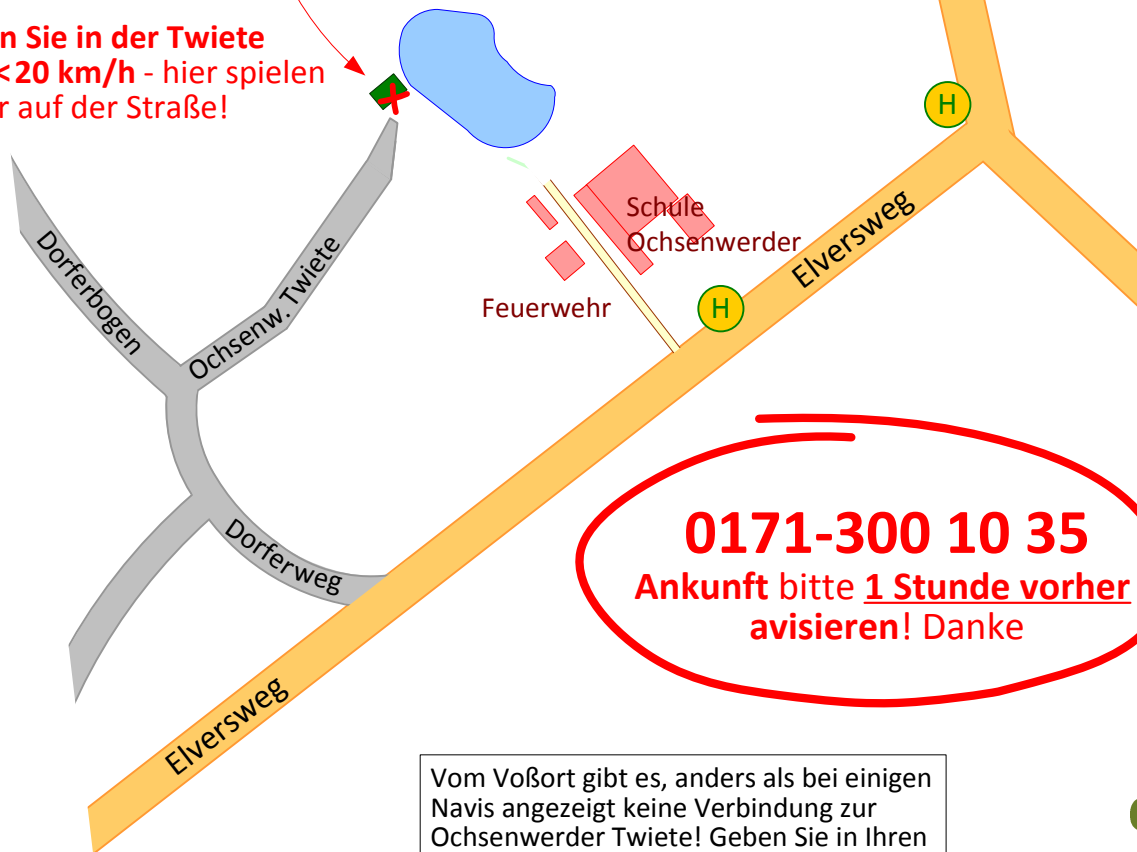 n Sie in der Twiete
<20 km/h - hier spielen
r auf der Straße!
H
Schule
Ochsenwerder
Elversweg
Dorferbogen
Ochsenw. Twiete
Feuerwehr
H
0171-300 10 35
Ankunft bitte 1 Stunde vorher
avisieren! Danke
Dorferweg
Elversweg
Vom Voßort gibt es, anders als bei einigen
Navis angezeigt keine Verbindung zur
Ochsenwerder Twiete! Geben Sie in Ihren